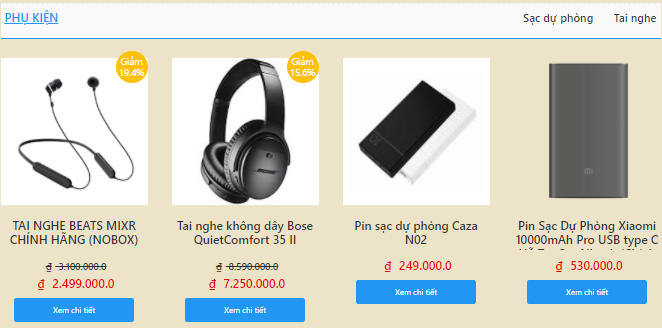 PHỤ KIỆN
Sạc dự phòng Tai nghe
Giảm
19.4%
Giảm
15.6%
TAI NGHE BEATS MIXR
CHÍNH HÃNG (NOBOX)
₫ 3.100.000.0
₫ 2.499.000.0
Xem chi tiết
Tai nghe không dây Bose
QuietComfort 35 II
₫ 8.590.000.0
₫ 7.250.000.0
Xem chi tiết
Pin sạc dự phòng Caza
N02
₫ 249.000.0
Xem chi tiết
mi
Pin Sạc Dự Phòng Xiaomi
10000mAh Pro USB type C
₫ 530.000.0
Xem chi tiết